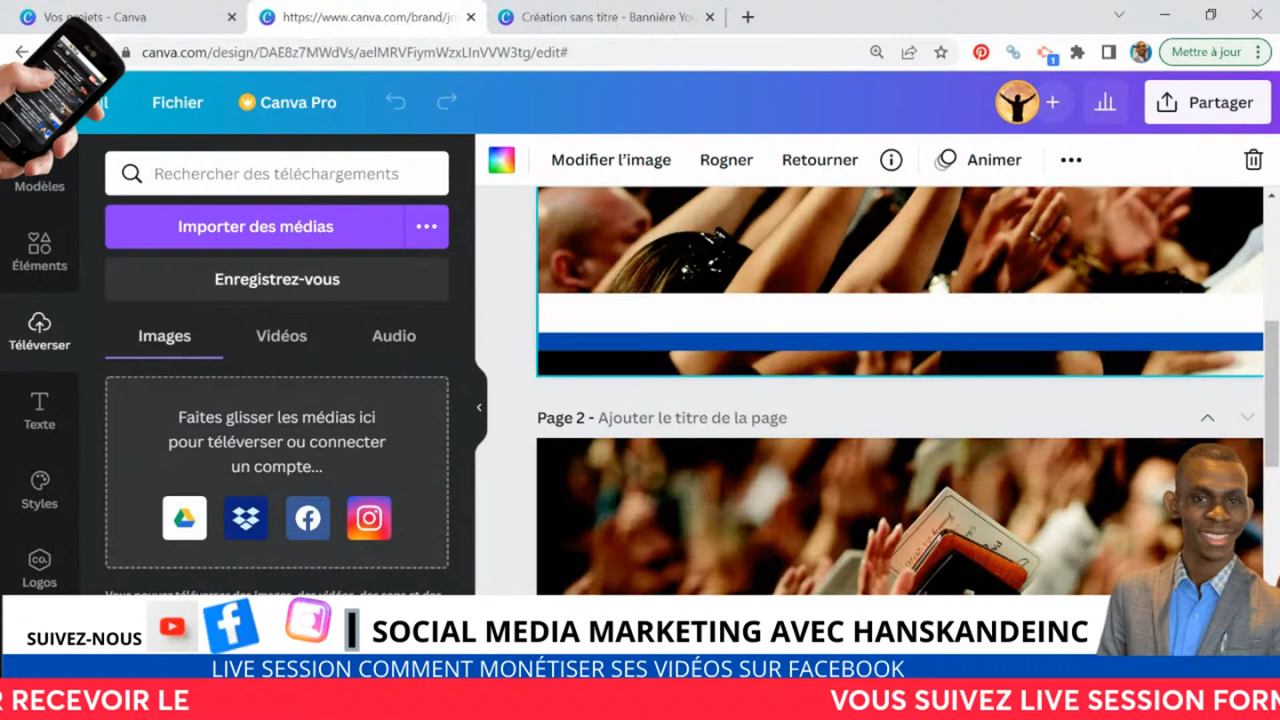 Vos projets - Canva
https://www.canva.com/brand/jo
Création sans titre - Bannière You
canva.com/design/DAE8z7MWdVs/aelMRVFiymWzxLlnVVW3tg/edit#
1
Mettre à jour
Fichier
Canva Pro
Partager
Modèles
Éléments
Téléverser
Texte
Styles
CO.
Logos
Rechercher des téléchargements
Importer des médias
Enregistrez-vous
Images
Vidéos
Audio
Faites glisser les médias ici
pour téléverser ou connecter
un compte...
Modifier l'image
Rogner
Retourner
Animer
Page 2 - Ajouter le titre de la page
SUIVEZ-NOUS
SOCIAL MEDIA MARKETING AVEC HANSKANDEINC
LIVE SESSION COMMENT MONÉTISER SES VIDÉOS SUR FACEBOOK
R RECEVOIR LE
VOUS SUIVEZ LIVE SESSION FORM